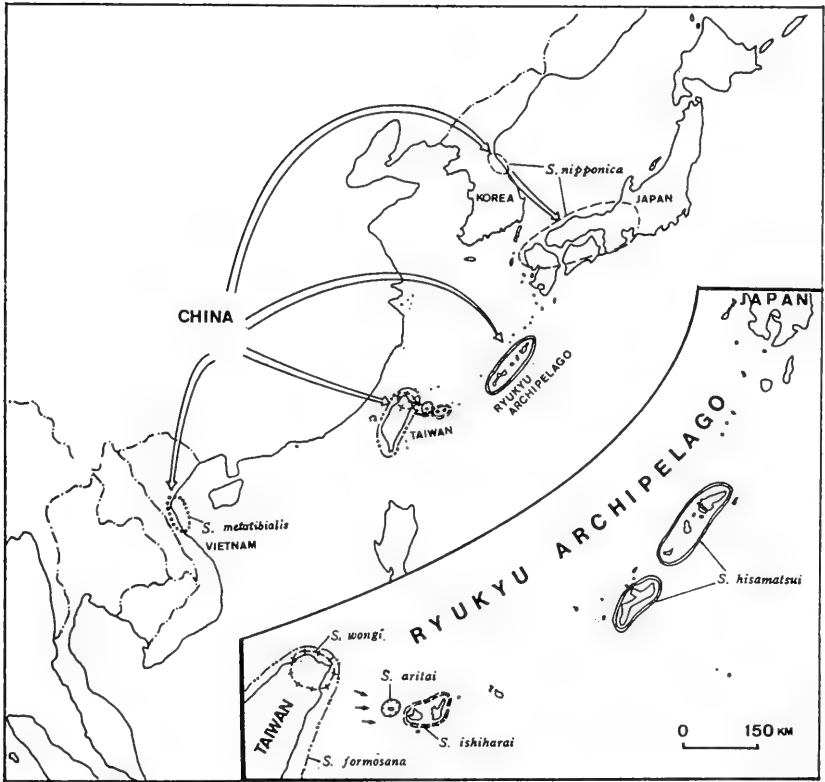 S. nipponica
KOREA
JAPAN
CHINA
RYUKYU
ARCHIPELAGO
TAIWAN
S. metatibialis
VIETNAM
JAPAN
RYUKYU ARCHIPELAGO
S. hisamatsui
S. wongi
S. aritai
TAIWAN
S. ishiharai
S. formosana
0 150 KM